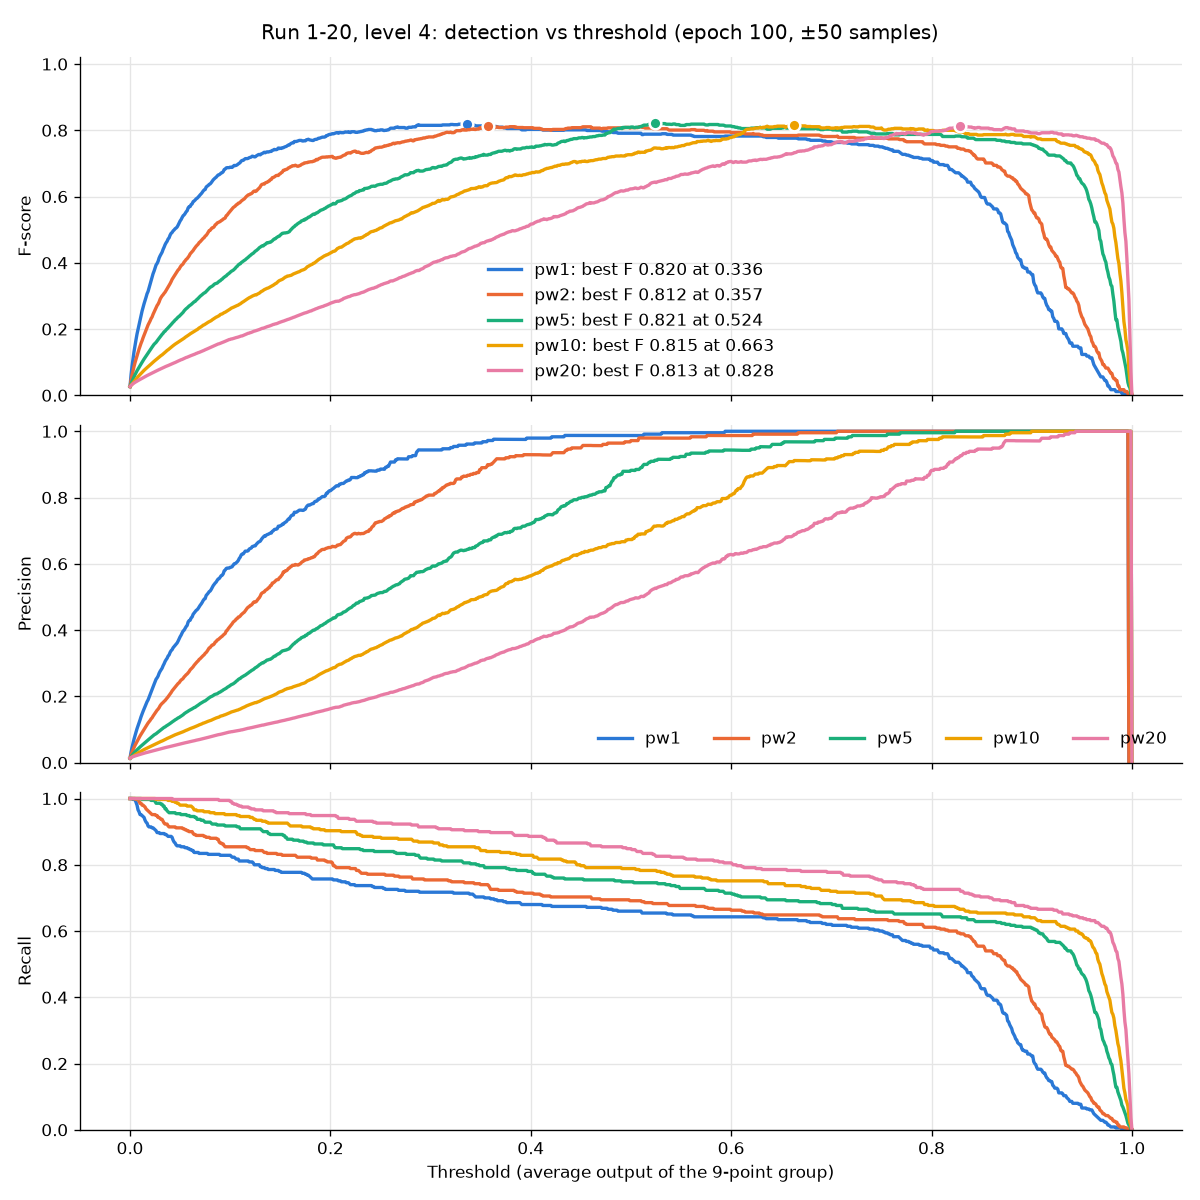 Run 1-20, level 4: detection vs threshold (epoch 100, ±50 samples)
1.0
0.8
0.6
0.4
0.2
0.0
F-score
pw1: best F 0.820 at 0.336
pw2: best F 0.812 at 0.357
pw5: best F 0.821 at 0.524
pw10: best F 0.815 at 0.663
pw20: best F 0.813 at 0.828
1.0
0.8
0.6
0.4
0.2
0.0
Precision
pw1 pw2 pw5 pw10 pw20
1.0
0.8
0.6
0.4
0.2
0.0
Recall
0.0 0.2 0.4 0.6 0.8 1.0
Threshold (average output of the 9-point group)